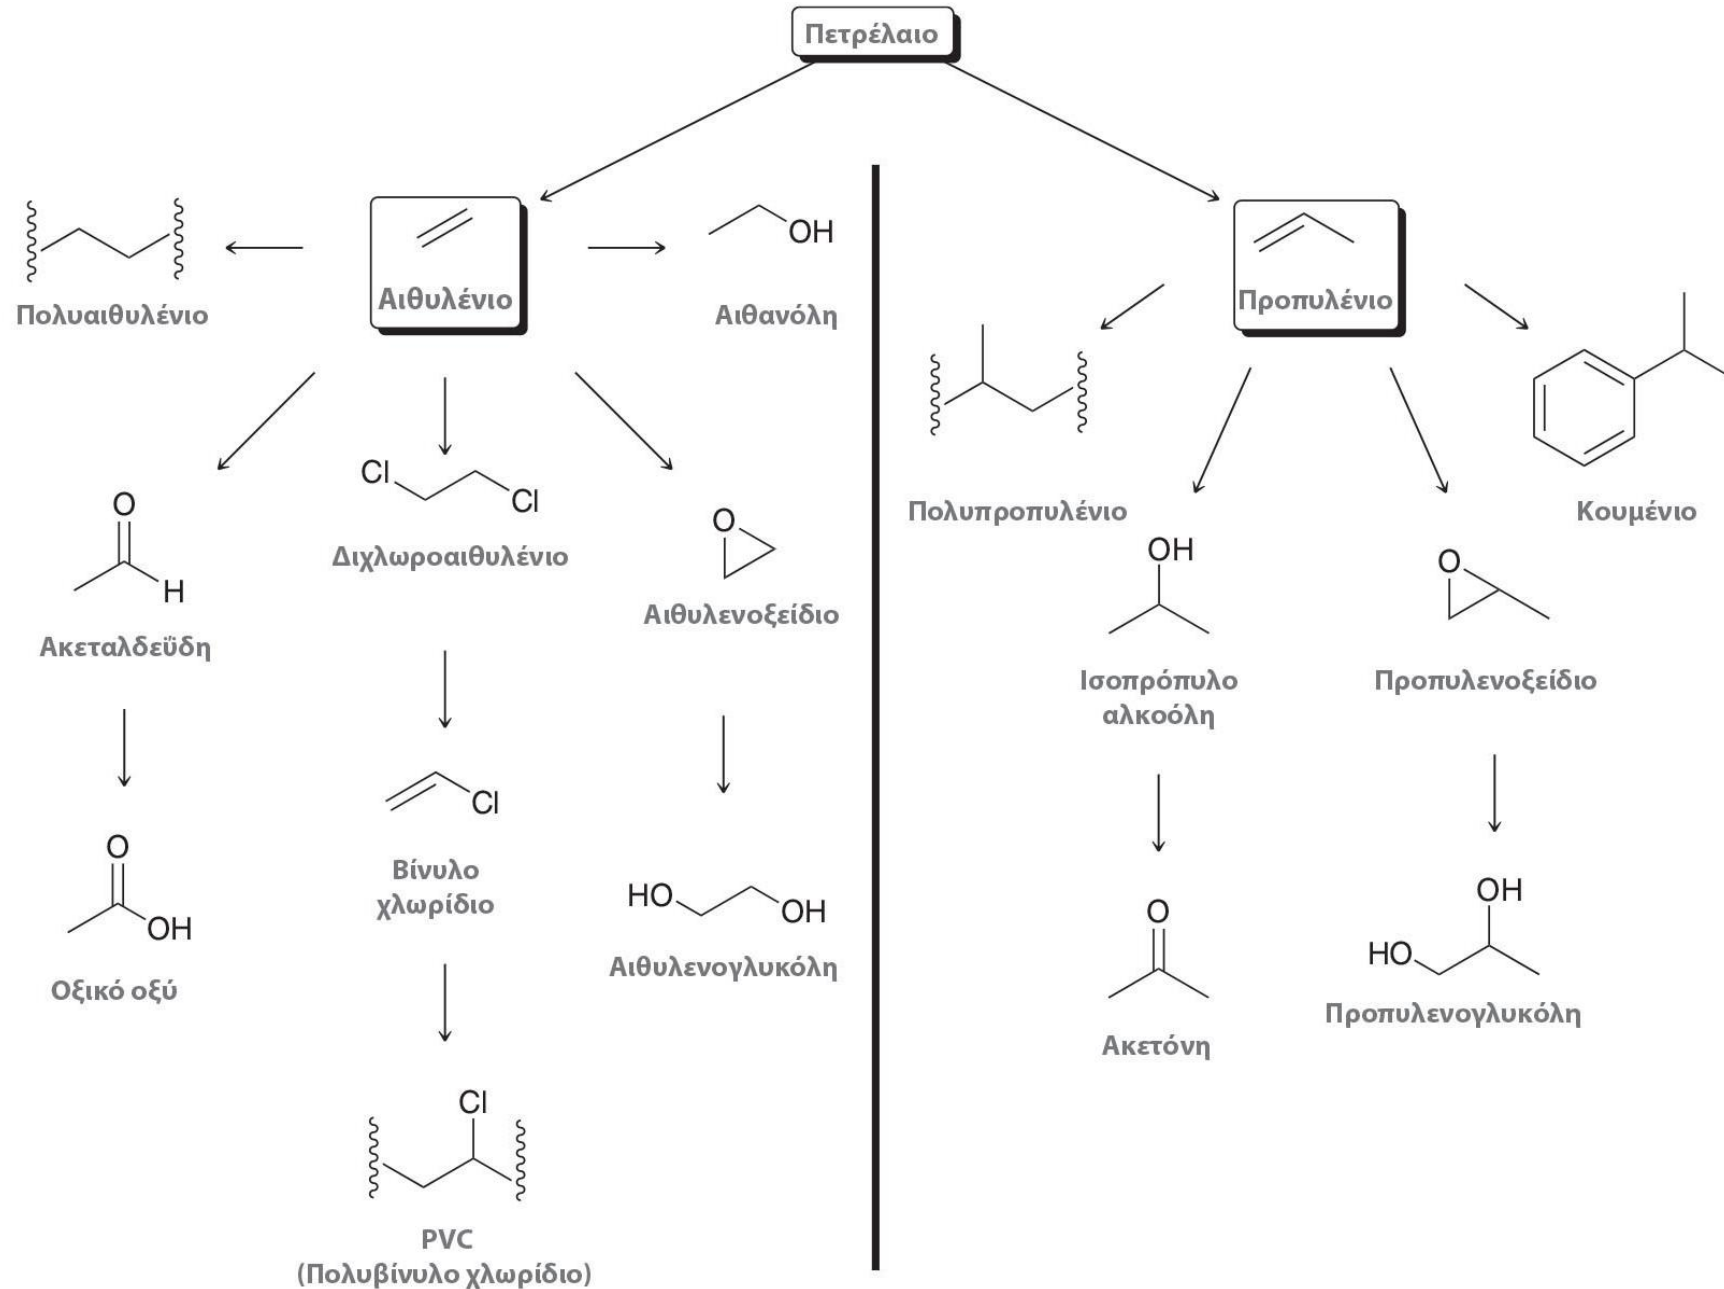 Πετρέλαιο
OH
Πολυαιθυλένιο
Αιθυλένιο
Αιθανόλη
Προπυλένιο
Cl
Cl
Διχλωροαιθυλένιο
O
H
Ακεταλδεΰδη
O
Αιθυλενοξείδιο
Πολυπροπυλένιο
Κουμένιο
OH
Ισοπρόπυλο
αλκοόλη
O
Προπυλενοξείδιο
Cl
Βίνυλο
χλωρίδιο
O
OH
Οξικό οξύ
HO
OH
Αιθυλενογλυκόλη
O
Ακετόνη
OH
HO
Προπυλενογλυκόλη
Cl
PVC
(Πολυβίνυλο χλωρίδιο)